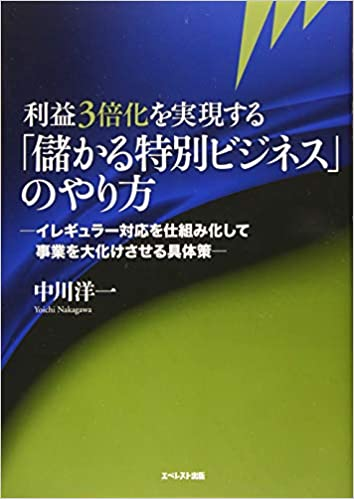 利益3倍化を実現する
「儲かる特別ビジネス」
のやり方
―イレギュラー対応を仕組み化して
事業を大化けさせる具体策―
中川洋一
Yoichi Nakagawa
エベレスト出版